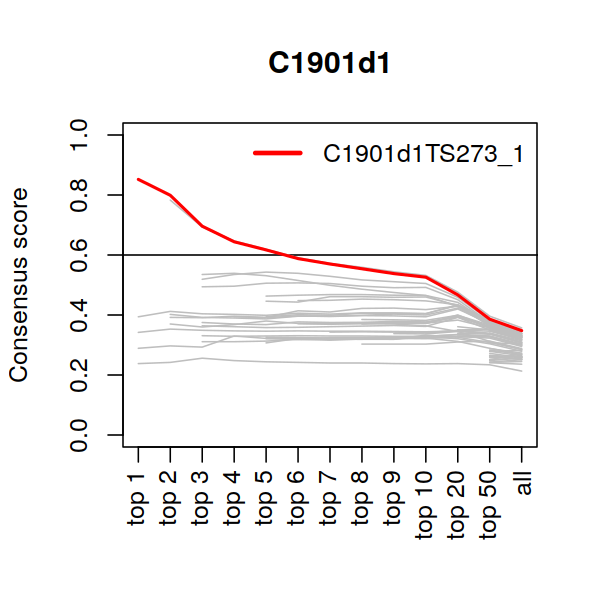 C1901d1
C1901d1TS273_1
Consensus score
1.0
0.8
0.6
0.4
0.2
0.0
top 1
top 2
top 3
top 4
top 5
top 6
top 7
top 8
top 9
top 10
top 20
top 50
all